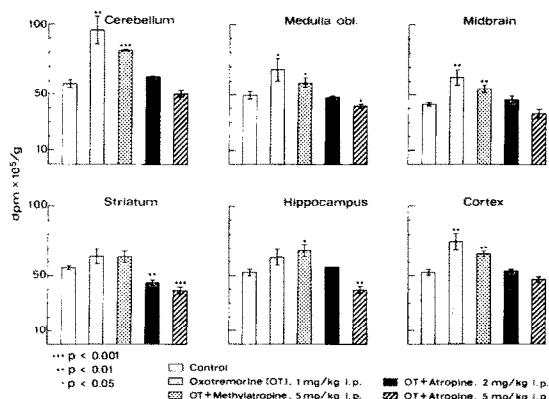 Cerebellum Medulla obl. Midbrain
100
50
10
dpm × 10⁵/g
Striatum Hippocampus Cortex
100
50
10
*** p < 0.001
** p < 0.01
* p < 0.05
Control
Oxotremorine (OT), 1 mg/kg i.p.
OT+Methylatropine, 5 mg/kg i.p.
OT+Atropine, 2 mg/kg i.p.
OT+Atropine, 5 mg/kg i.p.